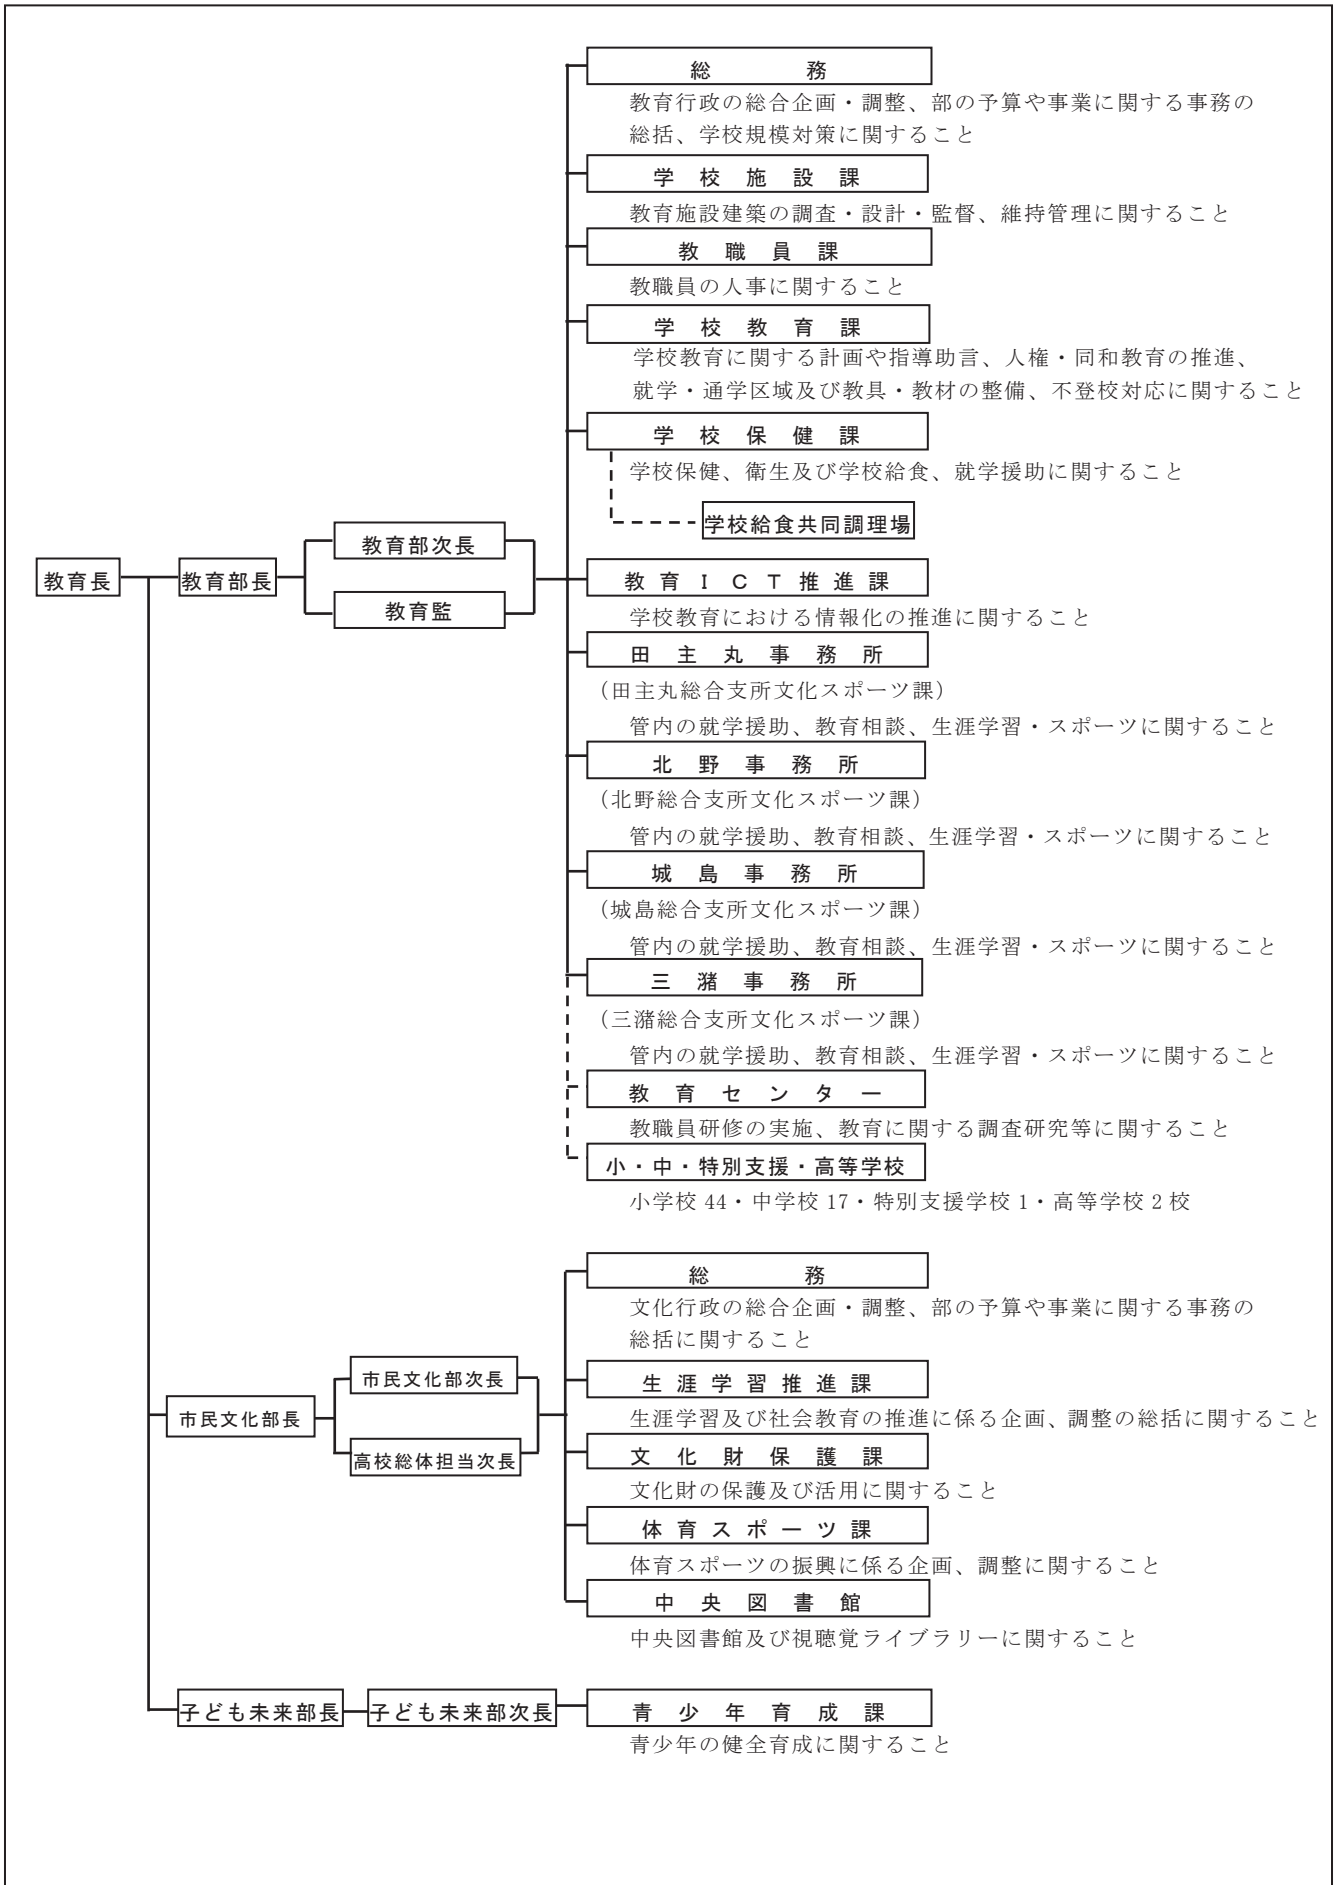 総務
教育行政の総合企画・調整、部の予算や事業に関する事務の
総括、学校規模対策に関すること
学校施設課
教育施設建築の調査・設計・監督、維持管理に関すること
教職員課
教職員の人事に関すること
学校教育課
学校教育に関する計画や指導助言、人権・同和教育の推進、
就学・通学区域及び教具・教材の整備、不登校対応に関すること
学校保健課
学校保健、衛生及び学校給食、就学援助に関すること
学校給食共同調理場
教育長
教育部長
教育部次長
教育監
教育ICT推進課
学校教育における情報化の推進に関すること
田主丸事務所
(田主丸総合支所文化スポーツ課)
管内の就学援助、教育相談、生涯学習・スポーツに関すること
北野事務所
(北野総合支所文化スポーツ課)
管内の就学援助、教育相談、生涯学習・スポーツに関すること
城島事務所
(城島総合支所文化スポーツ課)
管内の就学援助、教育相談、生涯学習・スポーツに関すること
三潴事務所
(三潴総合支所文化スポーツ課)
管内の就学援助、教育相談、生涯学習・スポーツに関すること
教育センター
教職員研修の実施、教育に関する調査研究等に関すること
小・中・特別支援・高等学校
小学校 44・中学校 17・特別支援学校 1・高等学校 2 校
市民文化部長
市民文化部次長
高校総体担当次長
総務
文化行政の総合企画・調整、部の予算や事業に関する事務の
総括に関すること
生涯学習推進課
生涯学習及び社会教育の推進に係る企画、調整の総括に関すること
文化財保護課
文化財の保護及び活用に関すること
体育スポーツ課
体育スポーツの振興に係る企画、調整に関すること
中央図書館
中央図書館及び視聴覚ライブラリーに関すること
子ども未来部長
子ども未来部次長
青少年育成課
青少年の健全育成に関すること